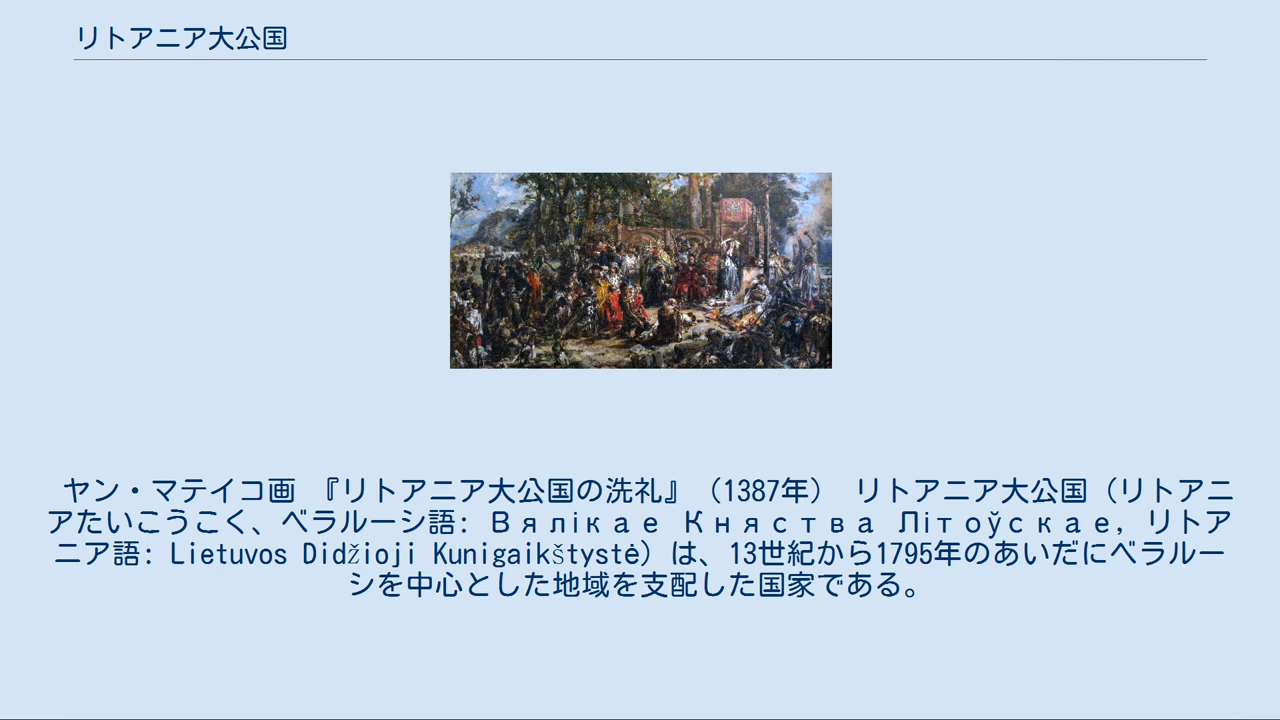 リトアニア大公国
ヤン・マテイコ画 『リトアニア大公国の洗礼』（1387年） リトアニア大公国（リトアニ
アたいこうこく、ベラルーシ語: Вялікае Княства Літоўскае, リトア
ニア語: Lietuvos Didžioji Kunigaikštystė）は、13世紀から1795年のあいだにベラルー
シを中心とした地域を支配した国家である。